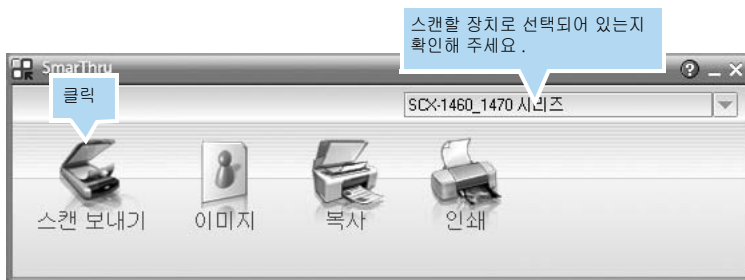 스캔할 장치로 선택되어 있는지
확인해 주세요 .
SmarThru
클릭
SCX-1460_1470 시리즈
스캔 보내기
이미지
복사
인쇄